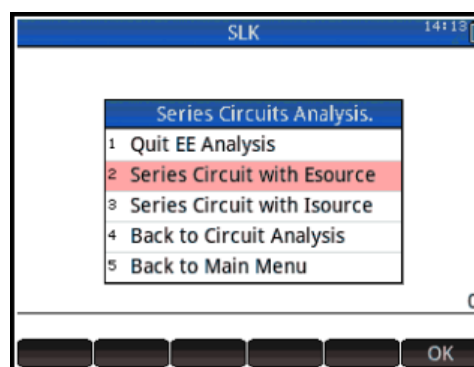 SLK
14:13
Series Circuits Analysis.
1 Quit EE Analysis
2 Series Circuit with Esource
3 Series Circuit with Isource
4 Back to Circuit Analysis
5 Back to Main Menu
OK